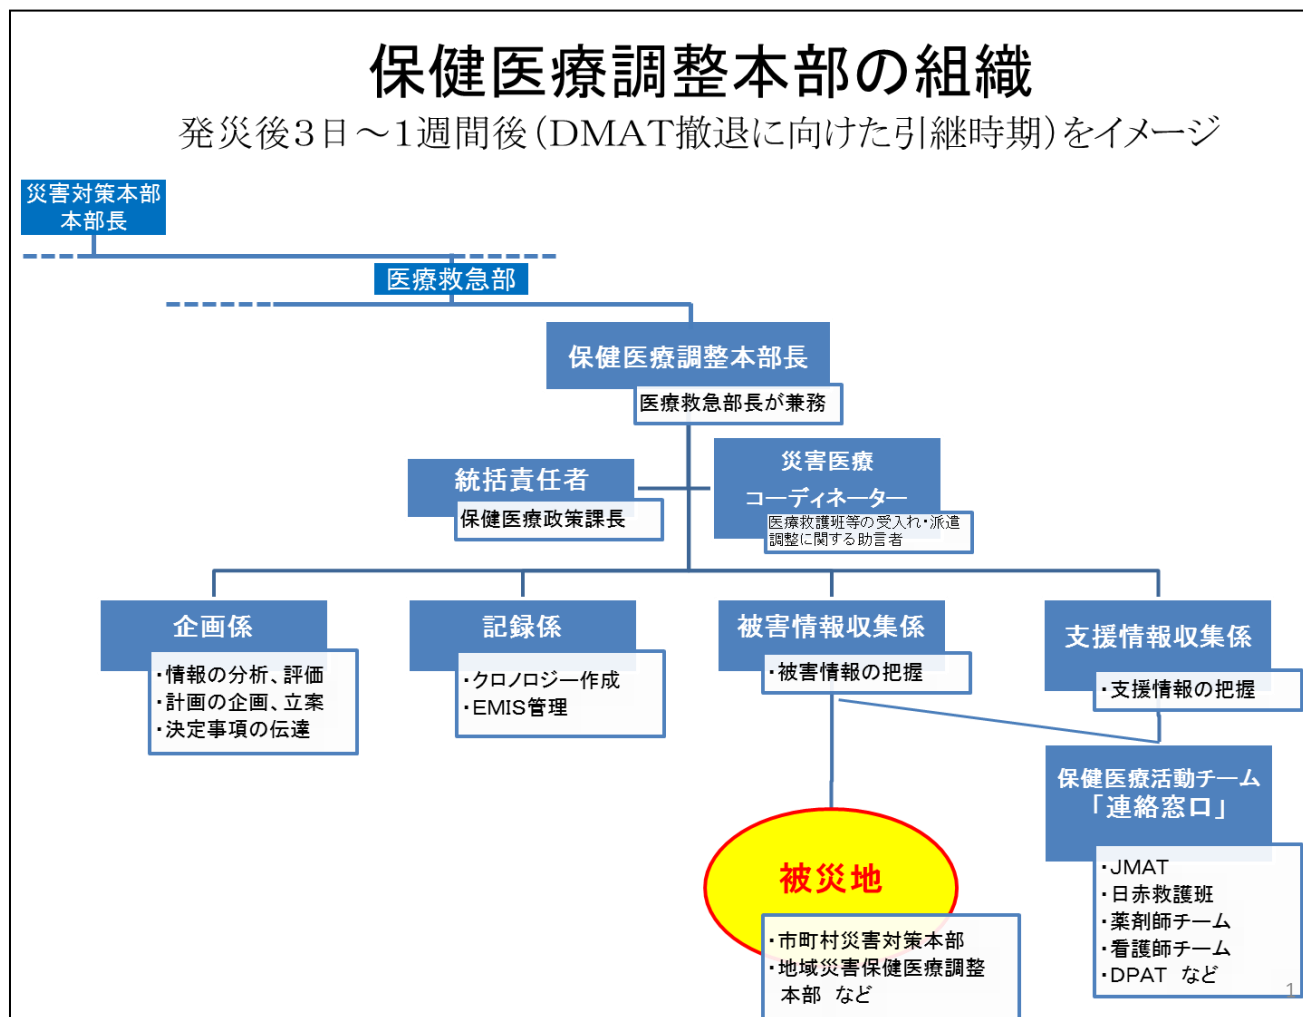 保健医療調整本部の組織
発災後３日～１週間後(DMAT撤退に向けた引継時期)をイメージ
災害対策本部
本部長
医療救急部
保健医療調整本部長
医療救急部長が兼務
統括責任者
保健医療政策課長
災害医療
コーディネーター
医療救護班等の受入れ・派遣
調整に関する助言者
企画係
・情報の分析、評価
・計画の企画、立案
・決定事項の伝達
記録係
・クロノロジー作成
・EMIS管理
被害情報収集係
・被害情報の把握
支援情報収集係
・支援情報の把握
保健医療活動チーム
「連絡窓口」
・JMAT
・日赤救護班
・薬剤師チーム
・看護師チーム
・DPAT など
被災地
・市町村災害対策本部
・地域災害保健医療調整
本部 など
1